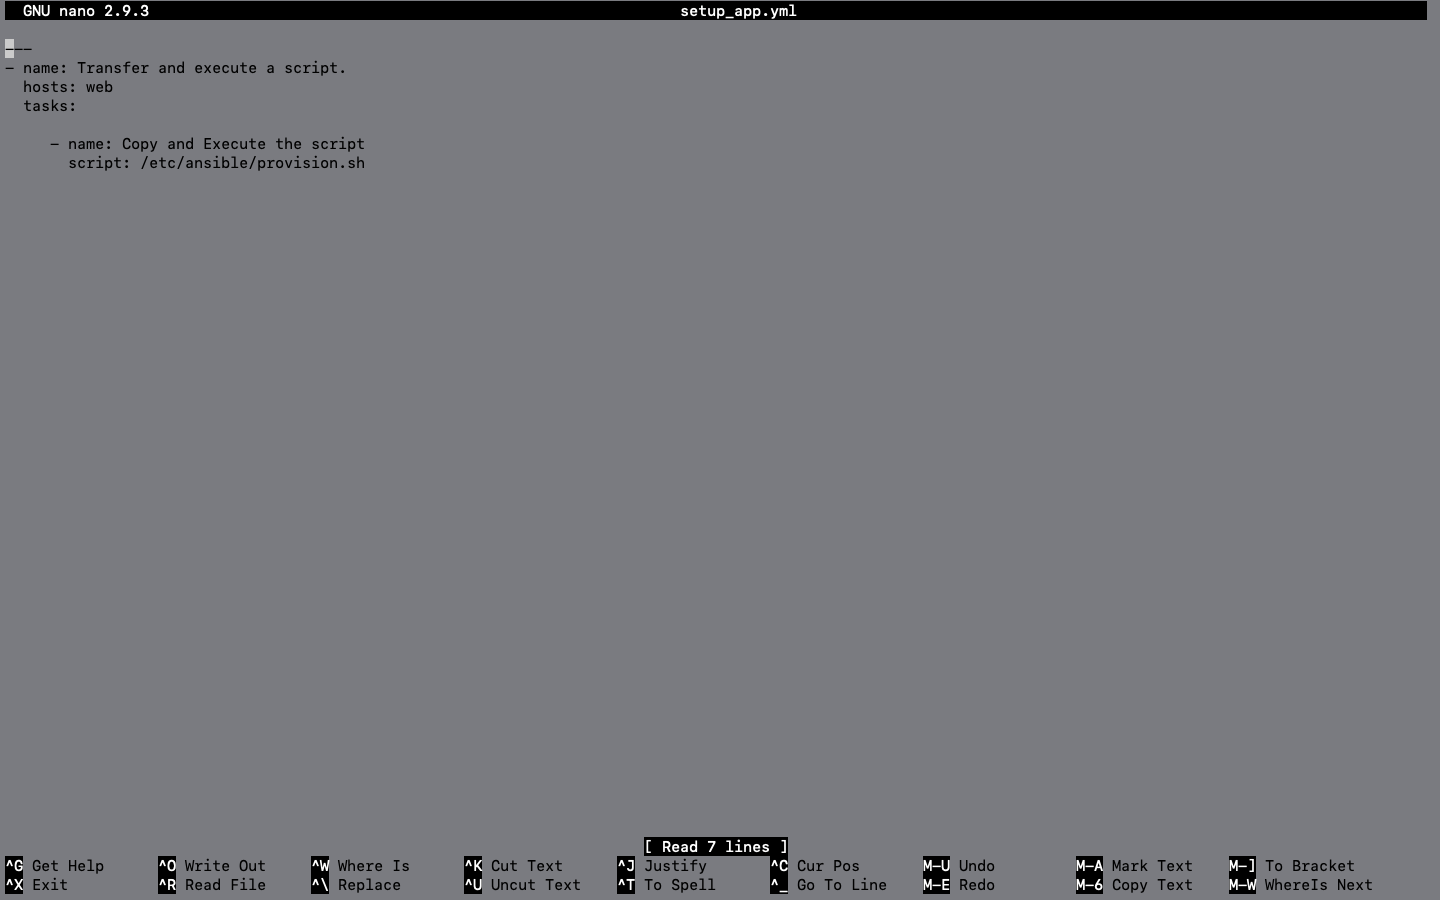 GNU nano 2.9.3 setup_app.yml
---
- name: Transfer and execute a script.
hosts: web
tasks:
- name: Copy and Execute the script
script: /etc/ansible/provision.sh
[ Read 7 lines ]
^G Get Help ^O Write Out ^W Where Is ^K Cut Text ^J Justify ^C Cur Pos M-U Undo M-A Mark Text M-] To Bracket
^X Exit ^R Read File ^\ Replace ^U Uncut Text ^T To Spell ^_ Go To Line M-E Redo M-6 Copy Text M-W WhereIs Next